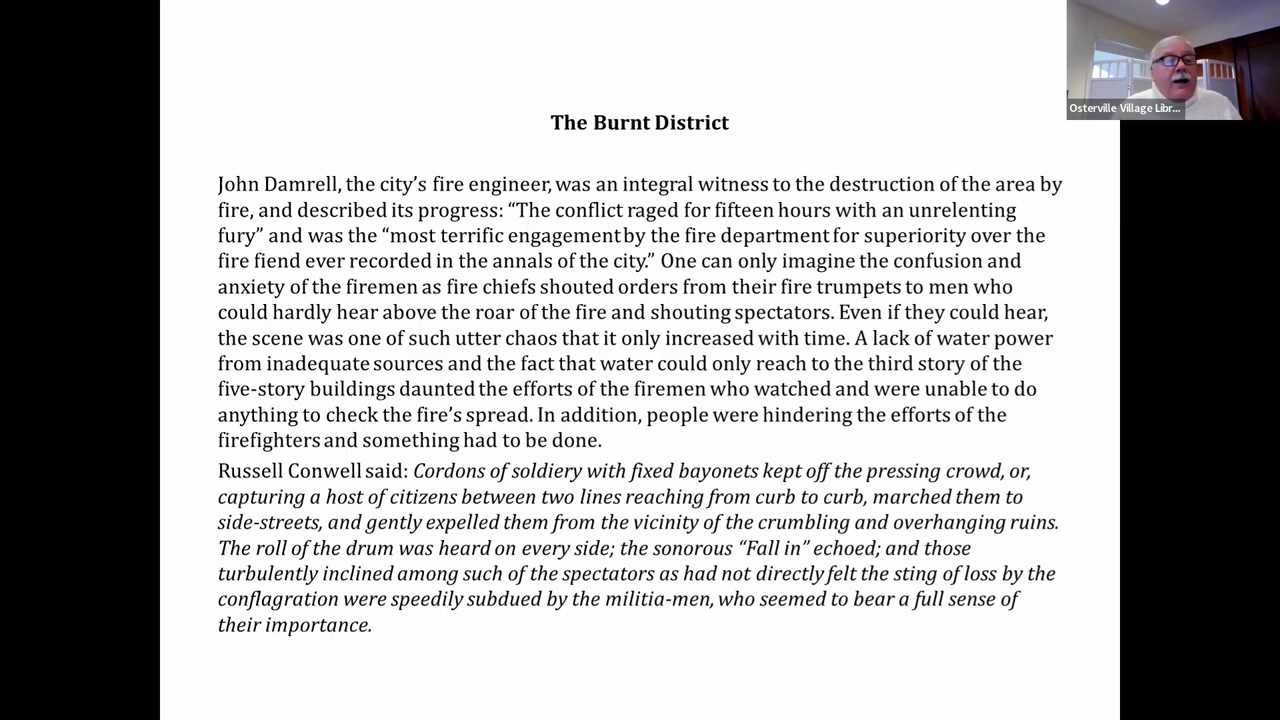 The Burnt District
John Damrell, the city’s fire engineer, was an integral witness to the destruction of the area by
fire, and described its progress: “The conflict raged for fifteen hours with an unrelenting
fury” and was the “most terrific engagement by the fire department for superiority over the
fire fiend ever recorded in the annals of the city.” One can only imagine the confusion and
anxiety of the firemen as fire chiefs shouted orders from their fire trumpets to men who
could hardly hear above the roar of the fire and shouting spectators. Even if they could hear,
the scene was one of such utter chaos that it only increased with time. A lack of water power
from inadequate sources and the fact that water could only reach to the third story of the
five-story buildings daunted the efforts of the firemen who watched and were unable to do
anything to check the fire’s spread. In addition, people were hindering the efforts of the
firefighters and something had to be done.
Russell Conwell said: Cordons of soldiery with fixed bayonets kept off the pressing crowd, or,
capturing a host of citizens between two lines reaching from curb to curb, marched them to
side-streets, and gently expelled them from the vicinity of the crumbling and overhanging ruins.
The roll of the drum was heard on every side; the sonorous “Fall in” echoed; and those
turbulently inclined among such of the spectators as had not directly felt the sting of loss by the
conflagration were speedily subdued by the militia-men, who seemed to bear a full sense of
their importance.
Osterville Village Libr...